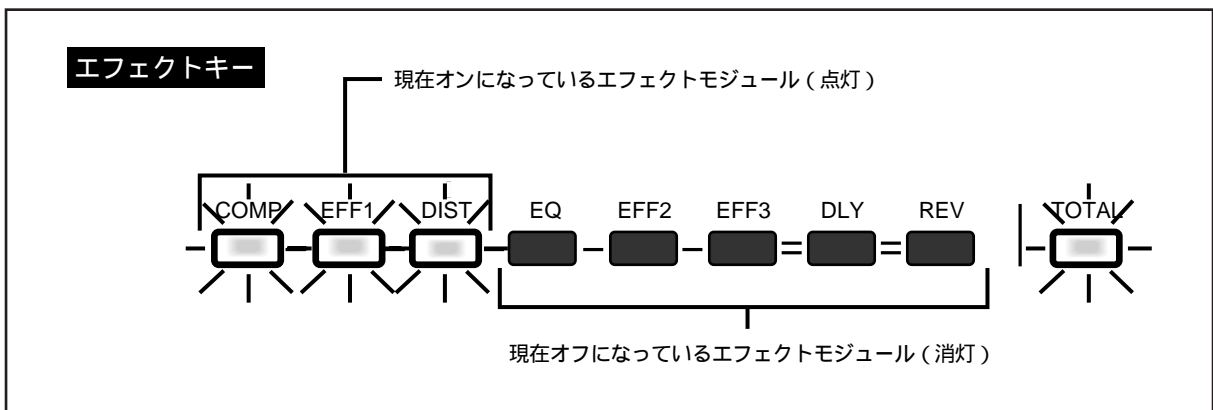 エフェクトキー
現在オンになっているエフェクトモジュール ( 点灯 )
COMP EFF1 DIST EQ EFF2 EFF3 DLY REV TOTAL
現在オフになっているエフェクトモジュール ( 消灯 )